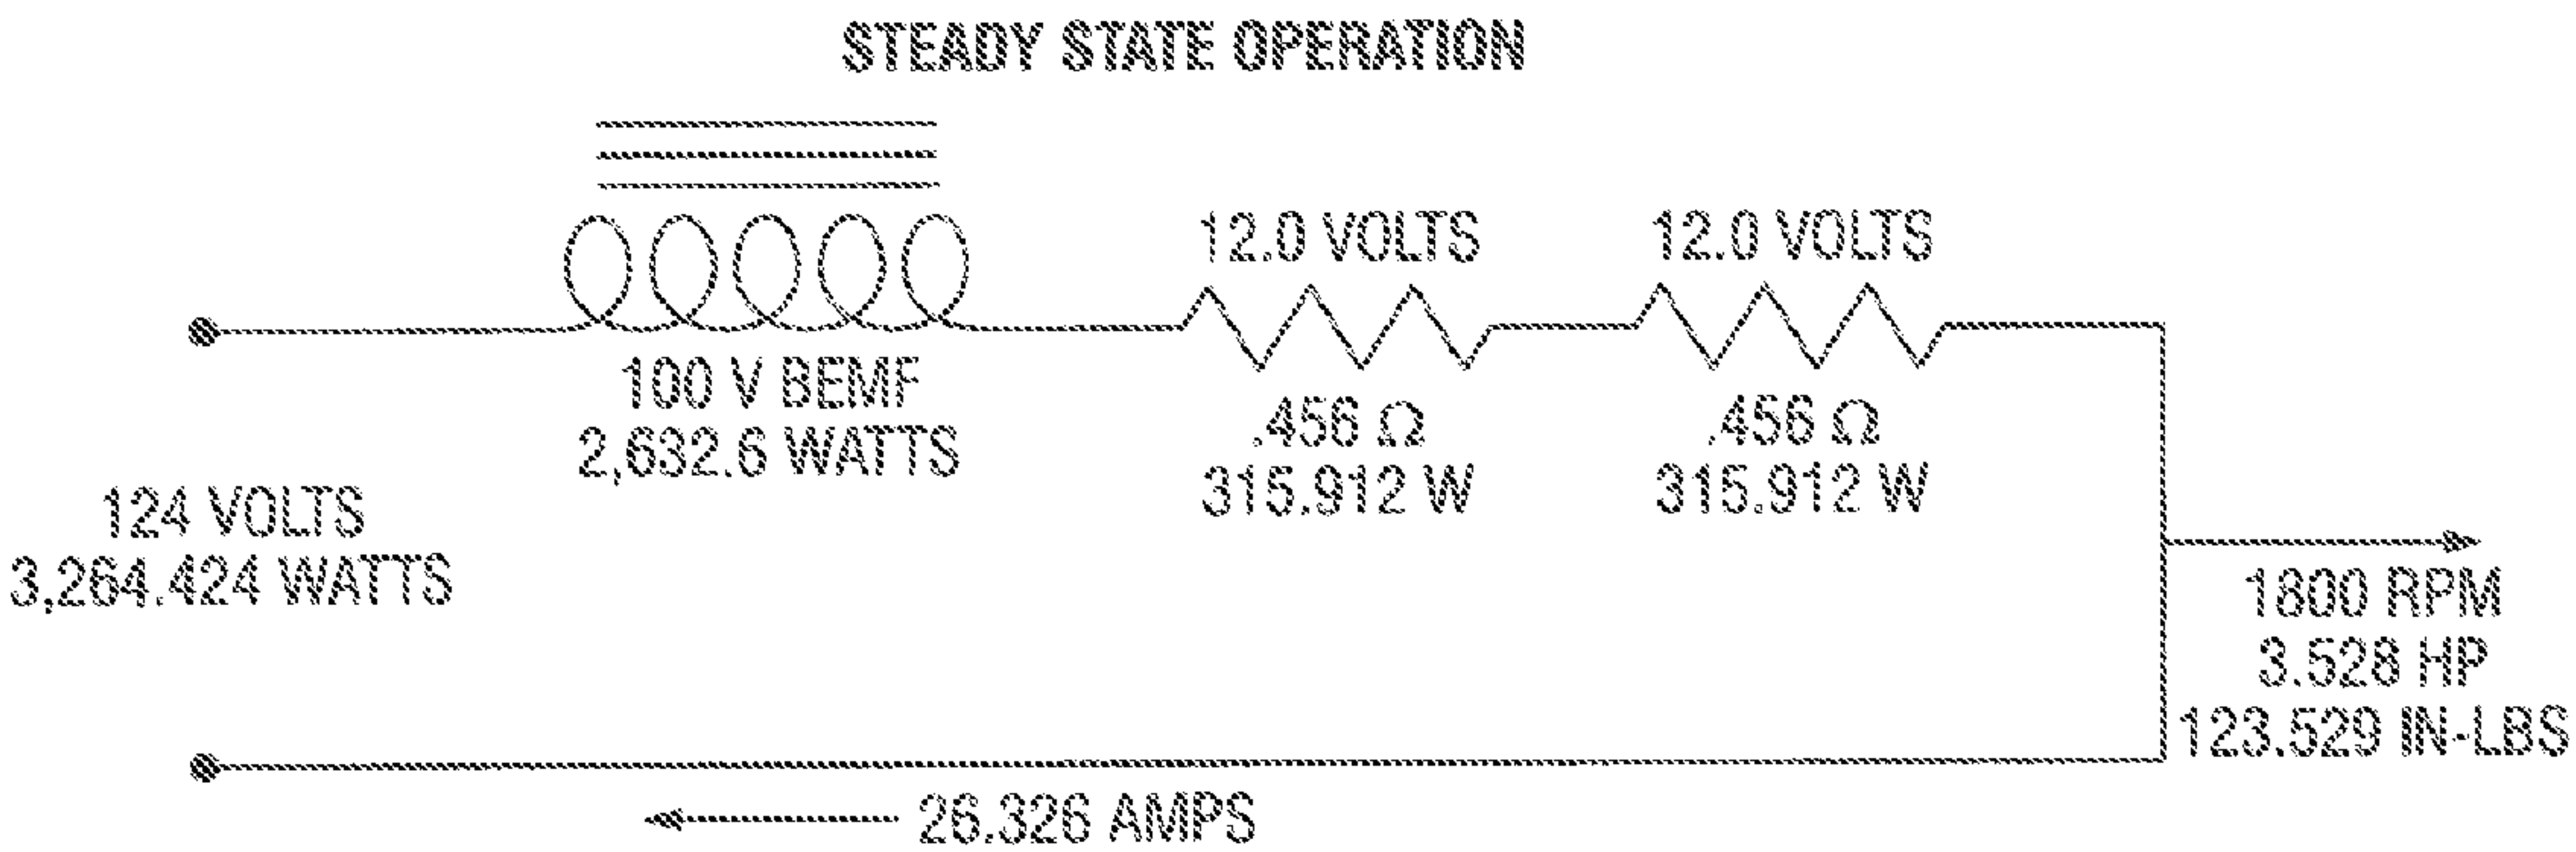 STEADY STATE OPERATION
12.0 VOLTS
12.0 VOLTS
100 V BEMF
2,632.6 WATTS
.456 Ω
315.912 W
.456 Ω
315.912 W
124 VOLTS
3,264.424 WATTS
1800 RPM
3.528 HP
123.529 IN-LBS
26.326 AMPS